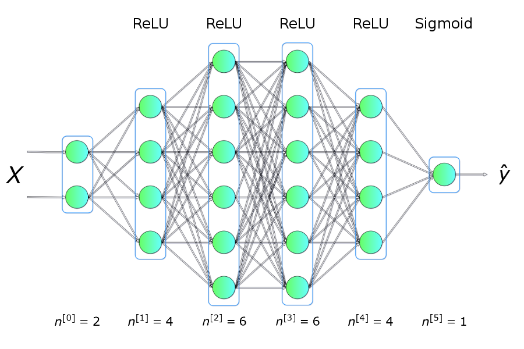 ReLU ReLU ReLU ReLU Sigmoid
X ŷ
n[0] = 2 n[1] = 4 n[2] = 6 n[3] = 6 n[4] = 4 n[5] = 1